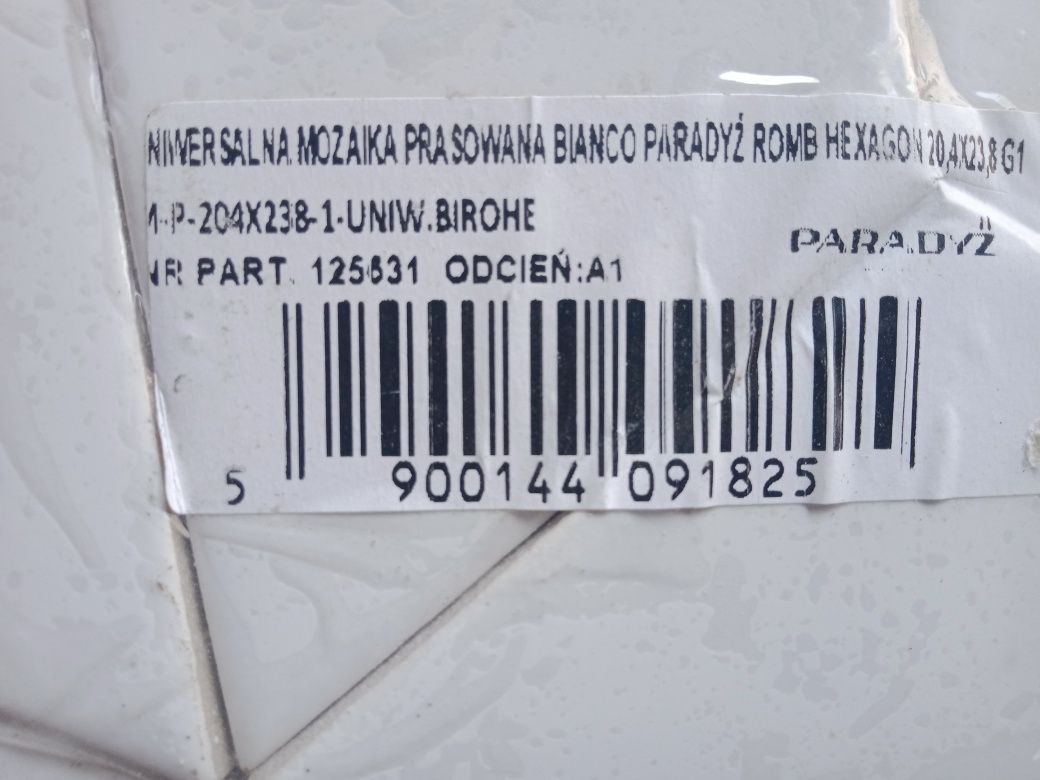 NIWERSALNA MOZAIKA PRASOWANA BIANCO PARADYŻ ROMB HEXAGON 20,4X23,8 G1
M-P-204X238-1-UNIW.BIROHE
PARADYŻ
NR PART. 125631 ODCIEŃ:A1
5 900144 091825